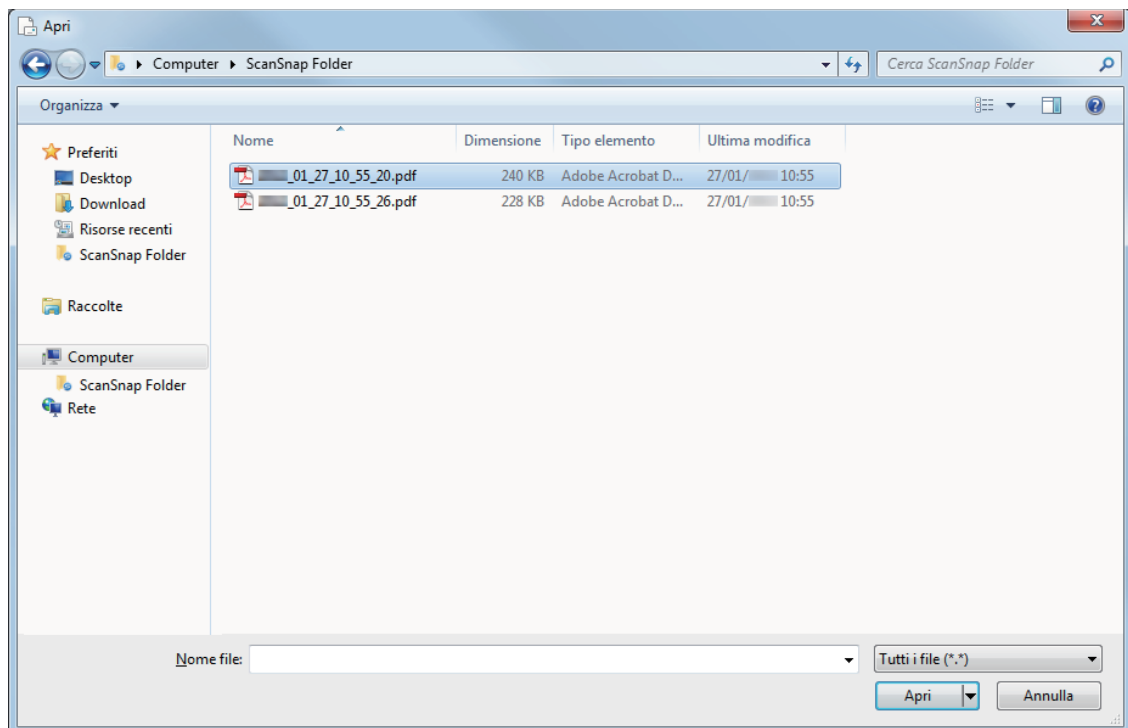 Apri
Computer ▸ ScanSnap Folder
Cerca ScanSnap Folder
Organizza
Preferiti
Desktop
Download
Risorse recenti
ScanSnap Folder
Raccolte
Computer
ScanSnap Folder
Rete
Nome Dimensione Tipo elemento Ultima modifica
_01_27_10_55_20.pdf 240 KB Adobe Acrobat D... 27/01/ 10:55
_01_27_10_55_26.pdf 228 KB Adobe Acrobat D... 27/01/ 10:55
Nome file:
Tutti i file (*.*)
Apri
Annulla